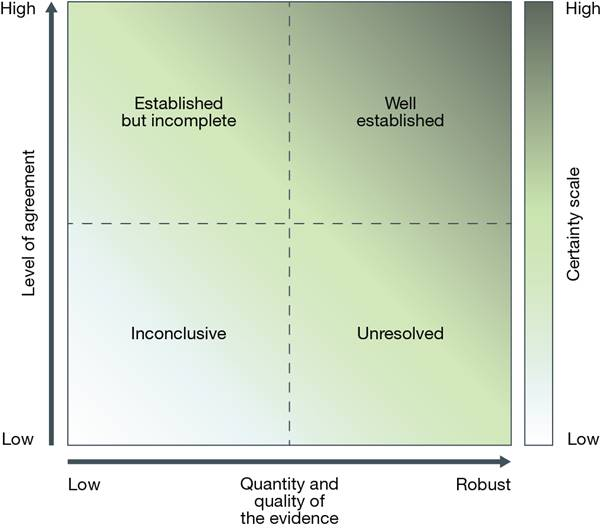 High
High
Established
but incomplete
Well
established
Level of agreement
Certainty scale
Inconclusive
Unresolved
Low
Low
Low
Quantity and
quality of
the evidence
Robust